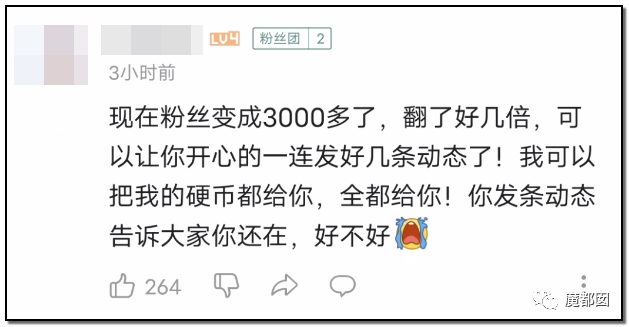 LV4 粉丝团 2
3小时前
现在粉丝变成3000多了，翻了好几倍，可
以让你开心的一连发好几条动态了！我可以
把我的硬币都给你，全都给你！你发条动态
告诉大家你还在，好不好
264
魔都囡